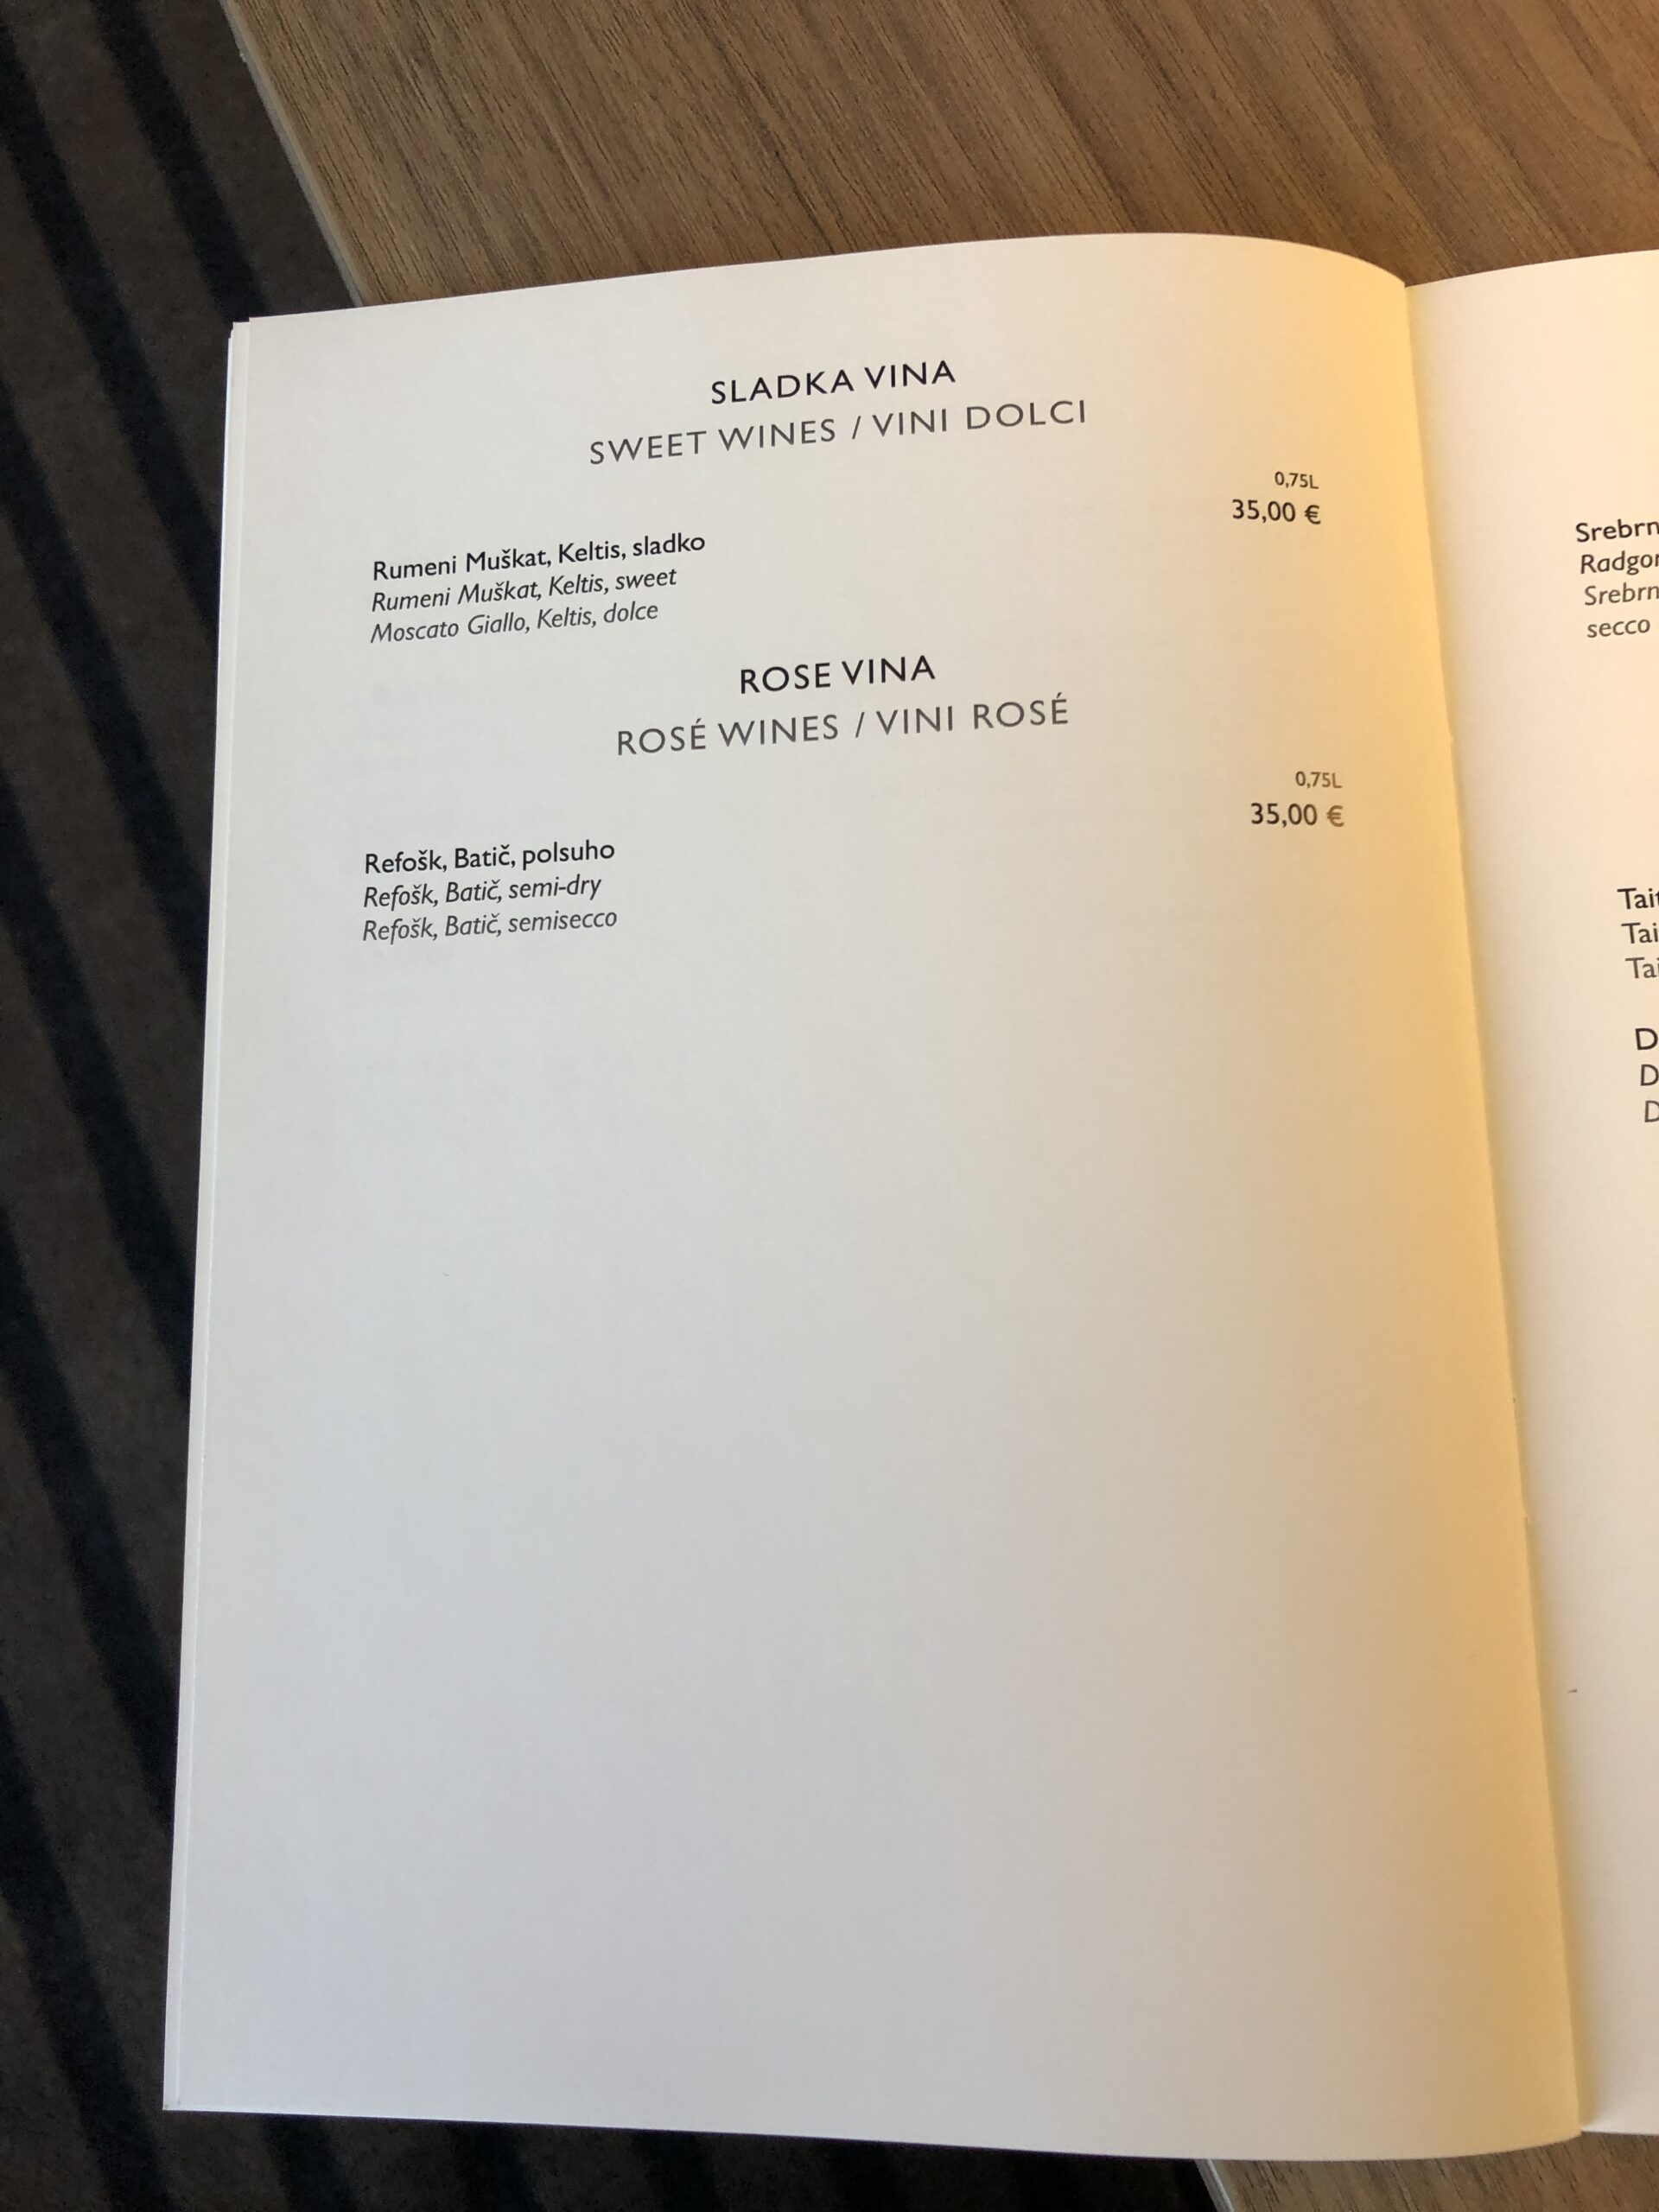 SLADKA VINA
SWEET WINES / VINI DOLCI
0,75L
35,00 €
Rumeni Muškat, Keltis, sladko
Rumeni Muškat, Keltis, sweet
Moscato Giallo, Keltis, dolce
ROSE VINA
ROSÉ WINES / VINI ROSÉ
0,75L
35,00 €
Refošk, Batič, polsuho
Refošk, Batič, semi-dry
Refošk, Batič, semisecco
secco